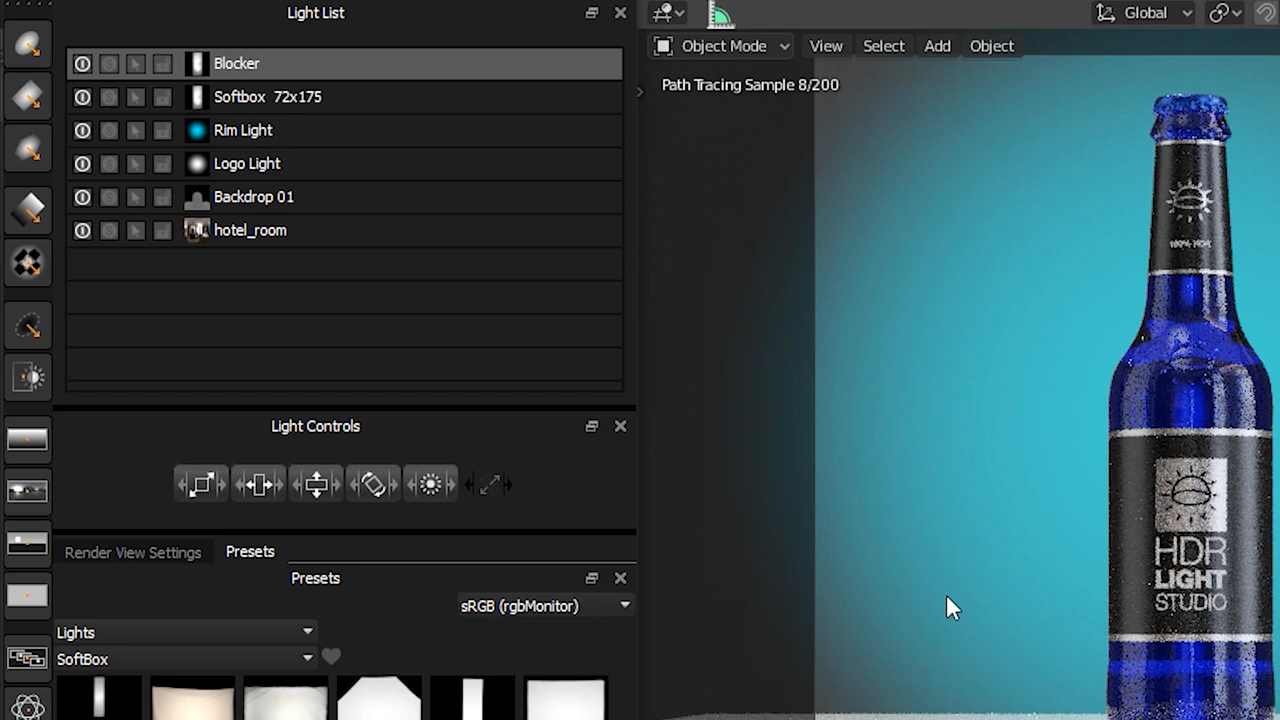 Light List
Blocker
Softbox  72x175
Rim Light
Logo Light
Backdrop 01
hotel_room
Light Controls
Render View Settings
Presets
Presets
sRGB (rgbMonitor)
Lights
SoftBox
Global
Object Mode
View
Select
Add
Object
Path Tracing Sample 8/200
100% HDR
HDR
LIGHT
STUDIO